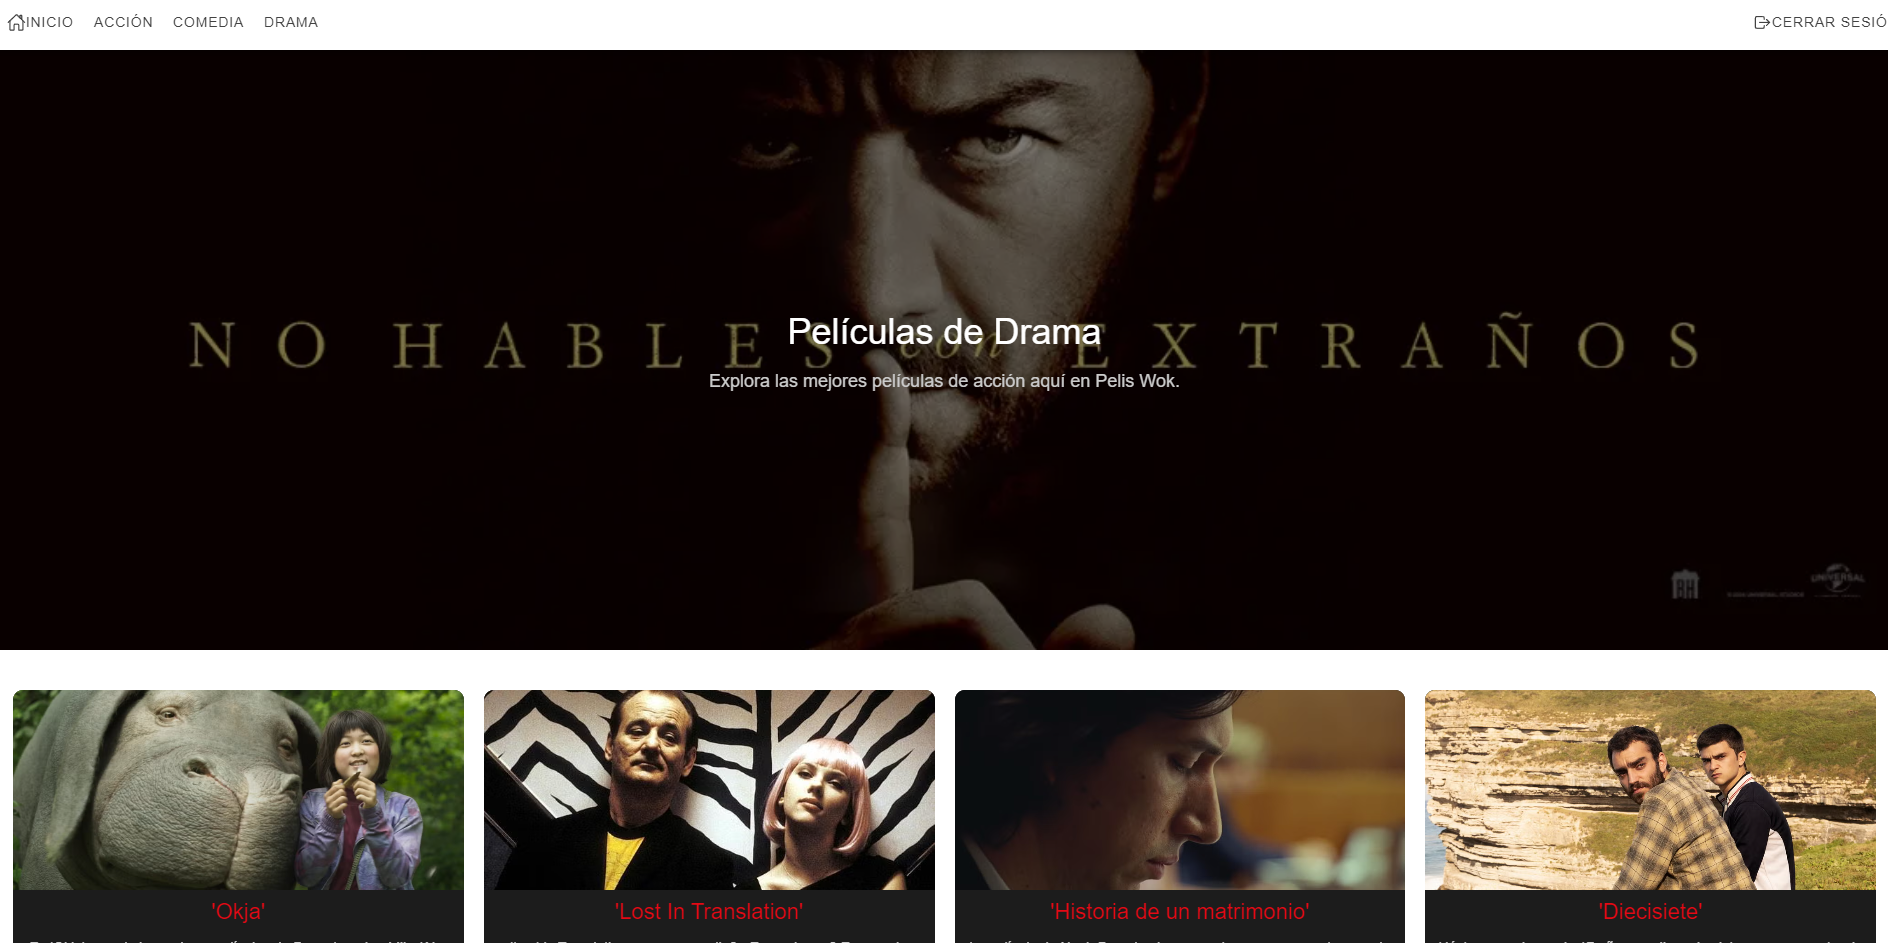 INICIO ACCIÓN COMEDIA DRAMA CERRAR SESIÓ
Películas de Drama
NO HABLES con EXTRAÑOS
Explora las mejores películas de acción aquí en Pelis Wok.
UNIVERSAL
'Okja' 'Lost In Translation' 'Historia de un matrimonio' 'Diecisiete'